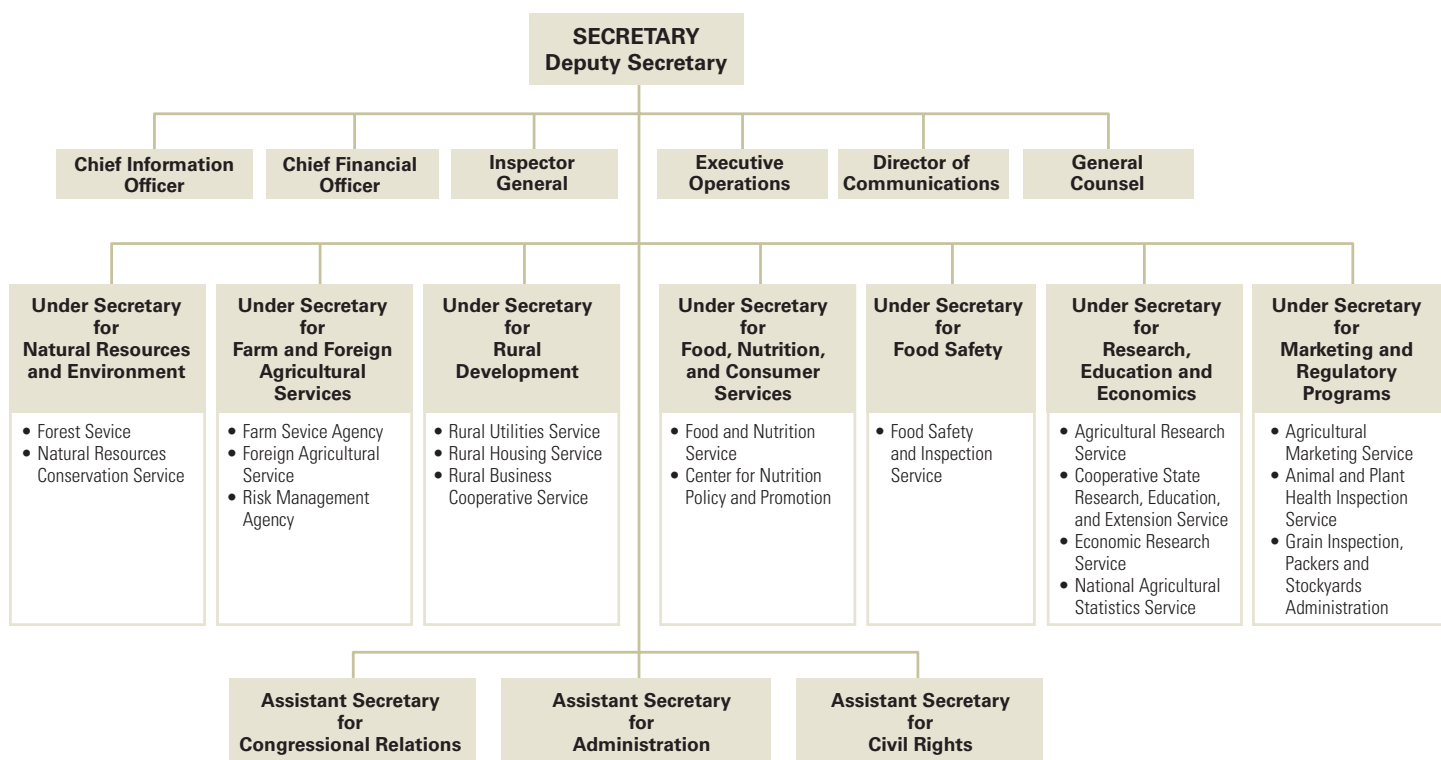 SECRETARY
Deputy Secretary
Chief Information
Officer
Chief Financial
Officer
Inspector
General
Executive
Operations
Director of
Communications
General
Counsel
Under Secretary
for
Natural Resources
and Environment
• Forest Sevice
• Natural Resources
Conservation Service
Under Secretary
for
Farm and Foreign
Agricultural
Services
• Farm Sevice Agency
• Foreign Agricultural
Service
• Risk Management
Agency
Under Secretary
for
Rural
Development
• Rural Utilities Service
• Rural Housing Service
• Rural Business
Cooperative Service
Under Secretary
for
Food, Nutrition,
and Consumer
Services
• Food and Nutrition
Service
• Center for Nutrition
Policy and Promotion
Under Secretary
for
Food Safety
• Food Safety
and Inspection
Service
Under Secretary
for
Research,
Education and
Economics
• Agricultural Research
Service
• Cooperative State
Research, Education,
and Extension Service
• Economic Research
Service
• National Agricultural
Statistics Service
Under Secretary
for
Marketing and
Regulatory
Programs
• Agricultural
Marketing Service
• Animal and Plant
Health Inspection
Service
• Grain Inspection,
Packers and
Stockyards
Administration
Assistant Secretary
for
Congressional Relations
Assistant Secretary
for
Administration
Assistant Secretary
for
Civil Rights